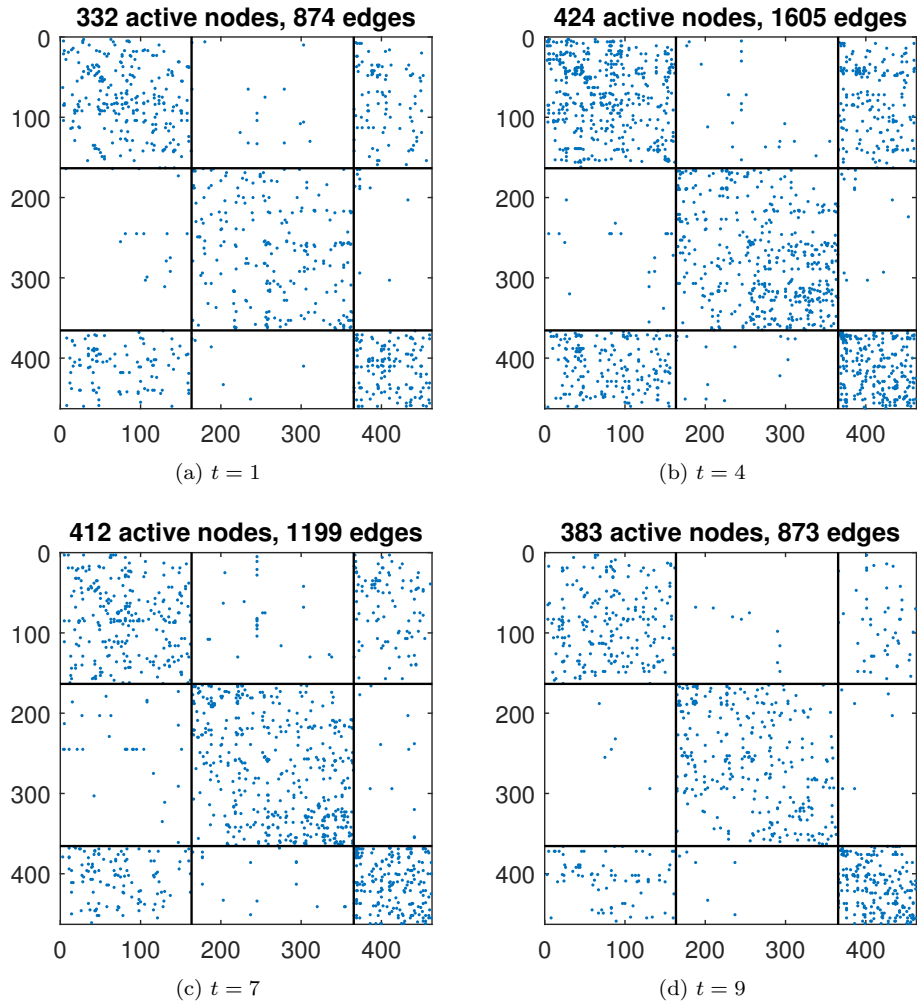 332 active nodes, 874 edges
0
100
200
300
400
0 100 200 300 400
(a) t = 1
424 active nodes, 1605 edges
0
100
200
300
400
0 100 200 300 400
(b) t = 4
412 active nodes, 1199 edges
0
100
200
300
400
0 100 200 300 400
(c) t = 7
383 active nodes, 873 edges
0
100
200
300
400
0 100 200 300 400
(d) t = 9